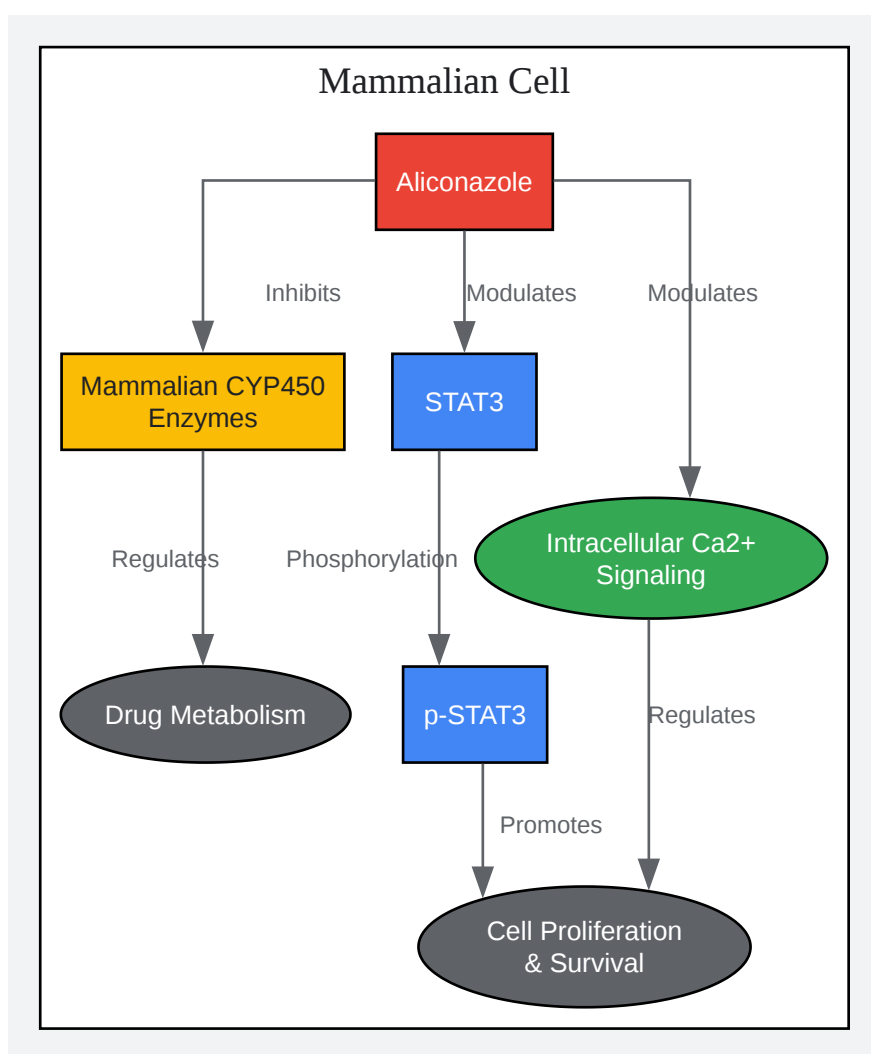 Mammalian Cell
Aliconazole
Inhibits
Modulates
Modulates
Mammalian CYP450
Enzymes
STAT3
Intracellular Ca2+
Signaling
Regulates
Phosphorylation
Drug Metabolism
p-STAT3
Regulates
Promotes
Cell Proliferation
& Survival